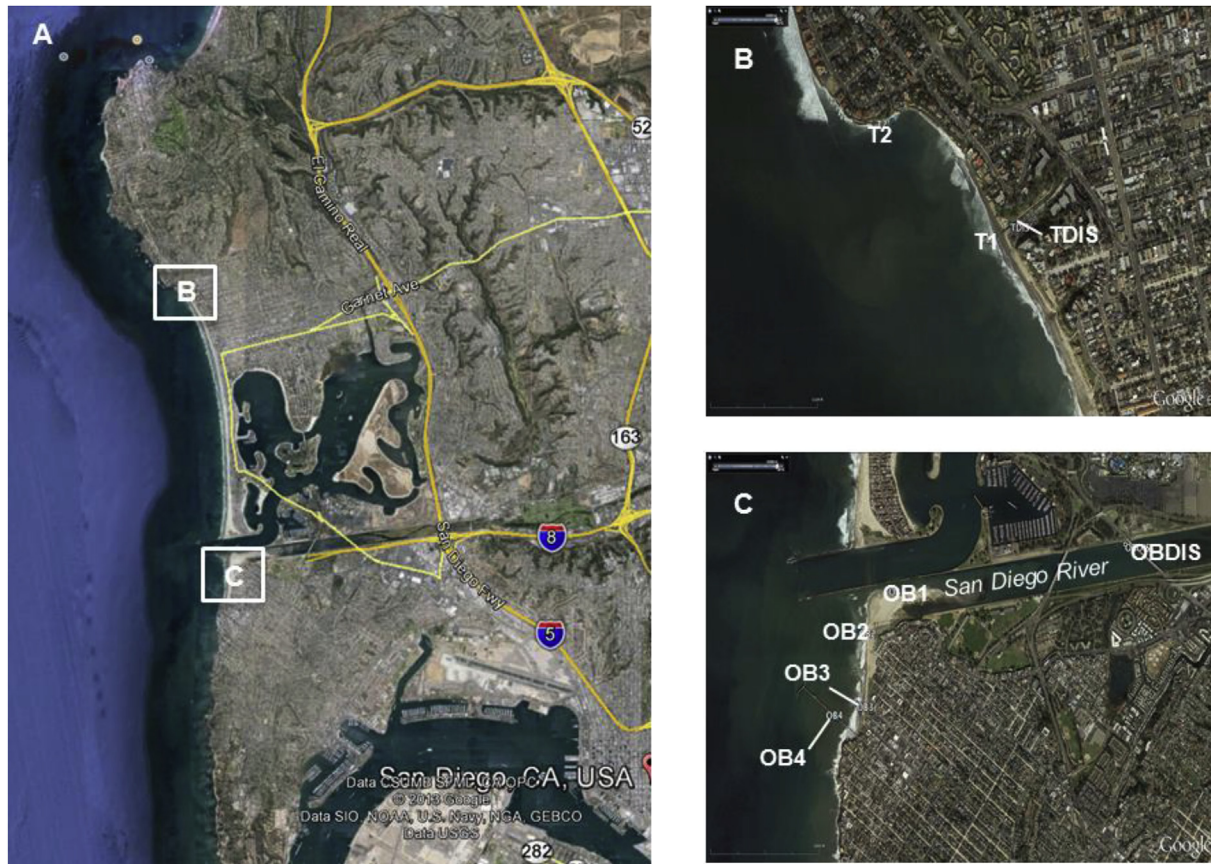 A
52
El Camino Real
B
Garnet Ave
163
8
C
San Diego Fwy
5
San Diego, CA, USA
© 2013 Google
Data SIO, NOAA, U.S. Navy, NGA, GEBCO
Data USGS
282
B
T2
T1
TDIS
Google
C
OBDIS
San Diego River
OB1
OB2
OB3
OB3
OB4
OB4
Google